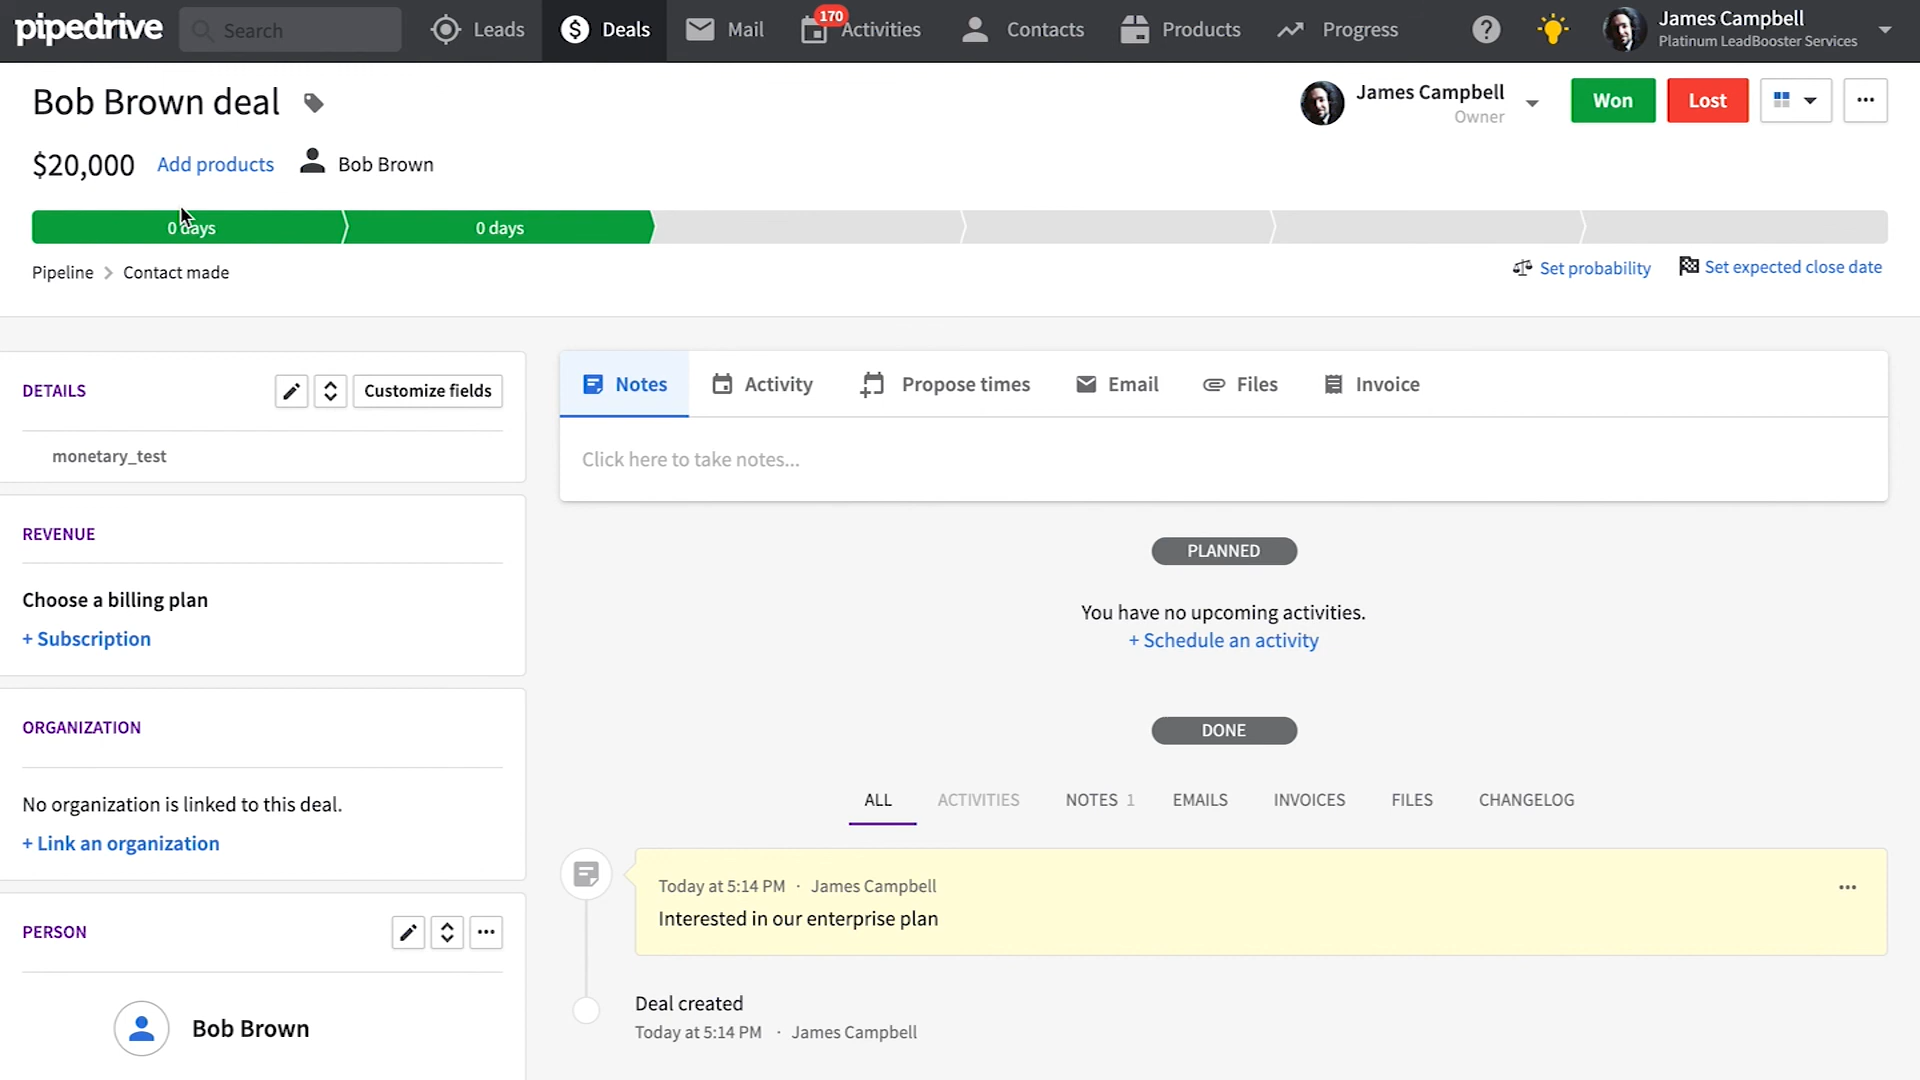 pipedrive
Search
Leads
Deals
Mail
170
Activities
Contacts
Products
Progress
James Campbell
Platinum LeadBooster Services
Bob Brown deal
James Campbell
Owner
Won
Lost
$20,000
Add products
Bob Brown
0 days
0 days
Pipeline
Contact made
Set probability
Set expected close date
DETAILS
Customize fields
monetary_test
REVENUE
Choose a billing plan
+ Subscription
ORGANIZATION
No organization is linked to this deal.
+ Link an organization
PERSON
Bob Brown
Notes
Activity
Propose times
Email
Files
Invoice
Click here to take notes...
PLANNED
You have no upcoming activities.
+ Schedule an activity
DONE
ALL
ACTIVITIES
NOTES 1
EMAILS
INVOICES
FILES
CHANGELOG
Today at 5:14 PM · James Campbell
Interested in our enterprise plan
Deal created
Today at 5:14 PM · James Campbell